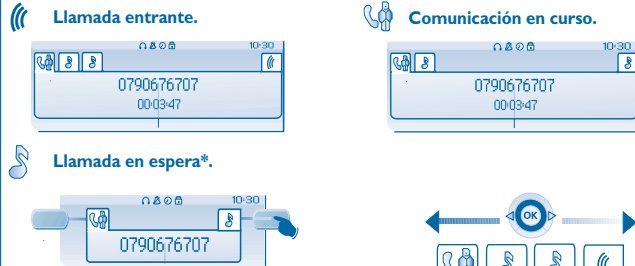 Llamada entrante.
10:30
0790676707
00:03:47
Llamada en espera*.
10:30
0790676707
Comunicación en curso.
10:30
0790676707
00:03:47
OK